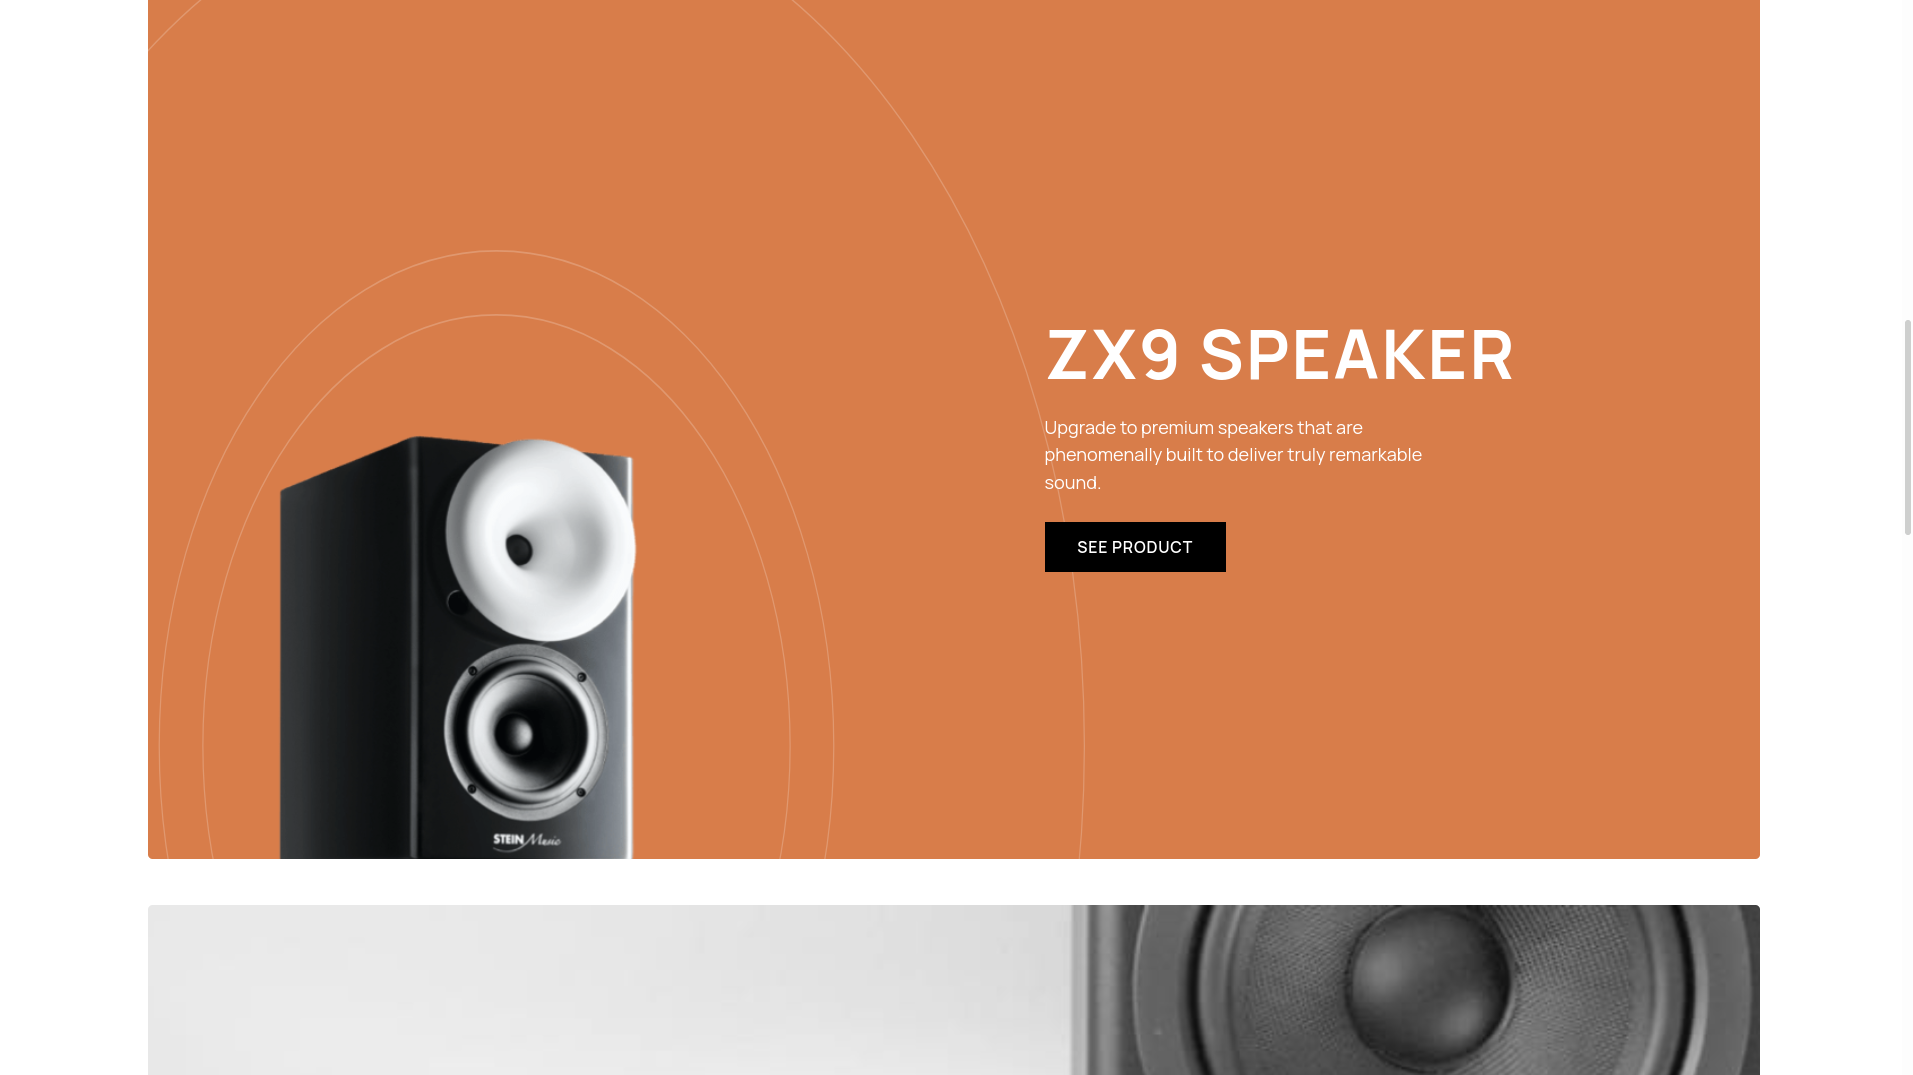 ZX9 SPEAKER
Upgrade to premium speakers that are
phenomenally built to deliver truly remarkable
sound.
SEE PRODUCT
STEIN Music